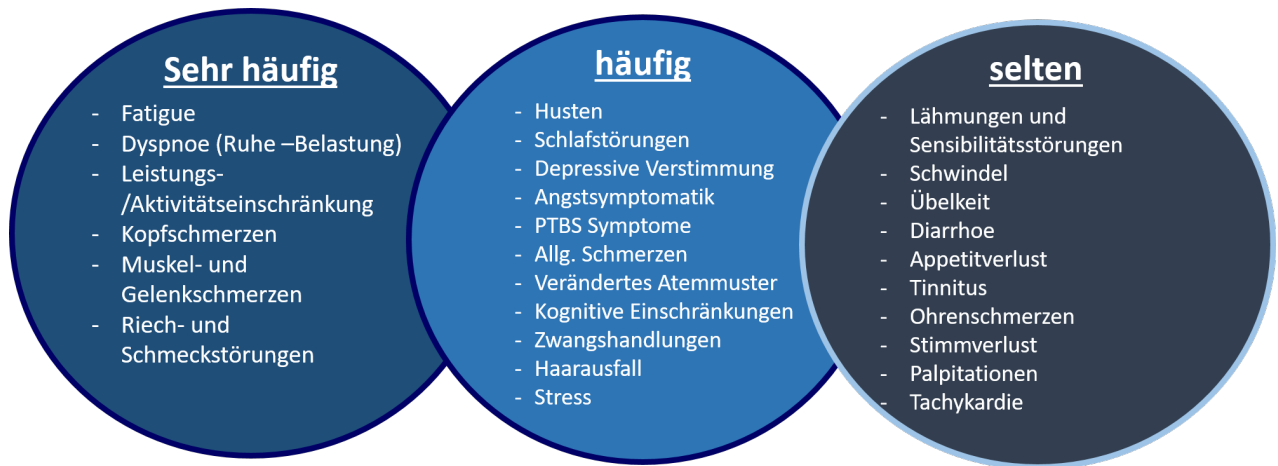 Sehr häufig
- Fatigue
- Dyspnoe (Ruhe –Belastung)
- Leistungs-
/Aktivitätseinschränkung
- Kopfschmerzen
- Muskel- und
Gelenkschmerzen
- Riech- und
Schmeckstörungen
häufig
- Husten
- Schlafstörungen
- Depressive Verstimmung
- Angstsymptomatik
- PTBS Symptome
- Allg. Schmerzen
- Verändertes Atemmuster
- Kognitive Einschränkungen
- Zwangshandlungen
- Haarausfall
- Stress
selten
- Lähmungen und
Sensibilitätsstörungen
- Schwindel
- Übelkeit
- Diarrhoe
- Appetitverlust
- Tinnitus
- Ohrenschmerzen
- Stimmverlust
- Palpitationen
- Tachykardie